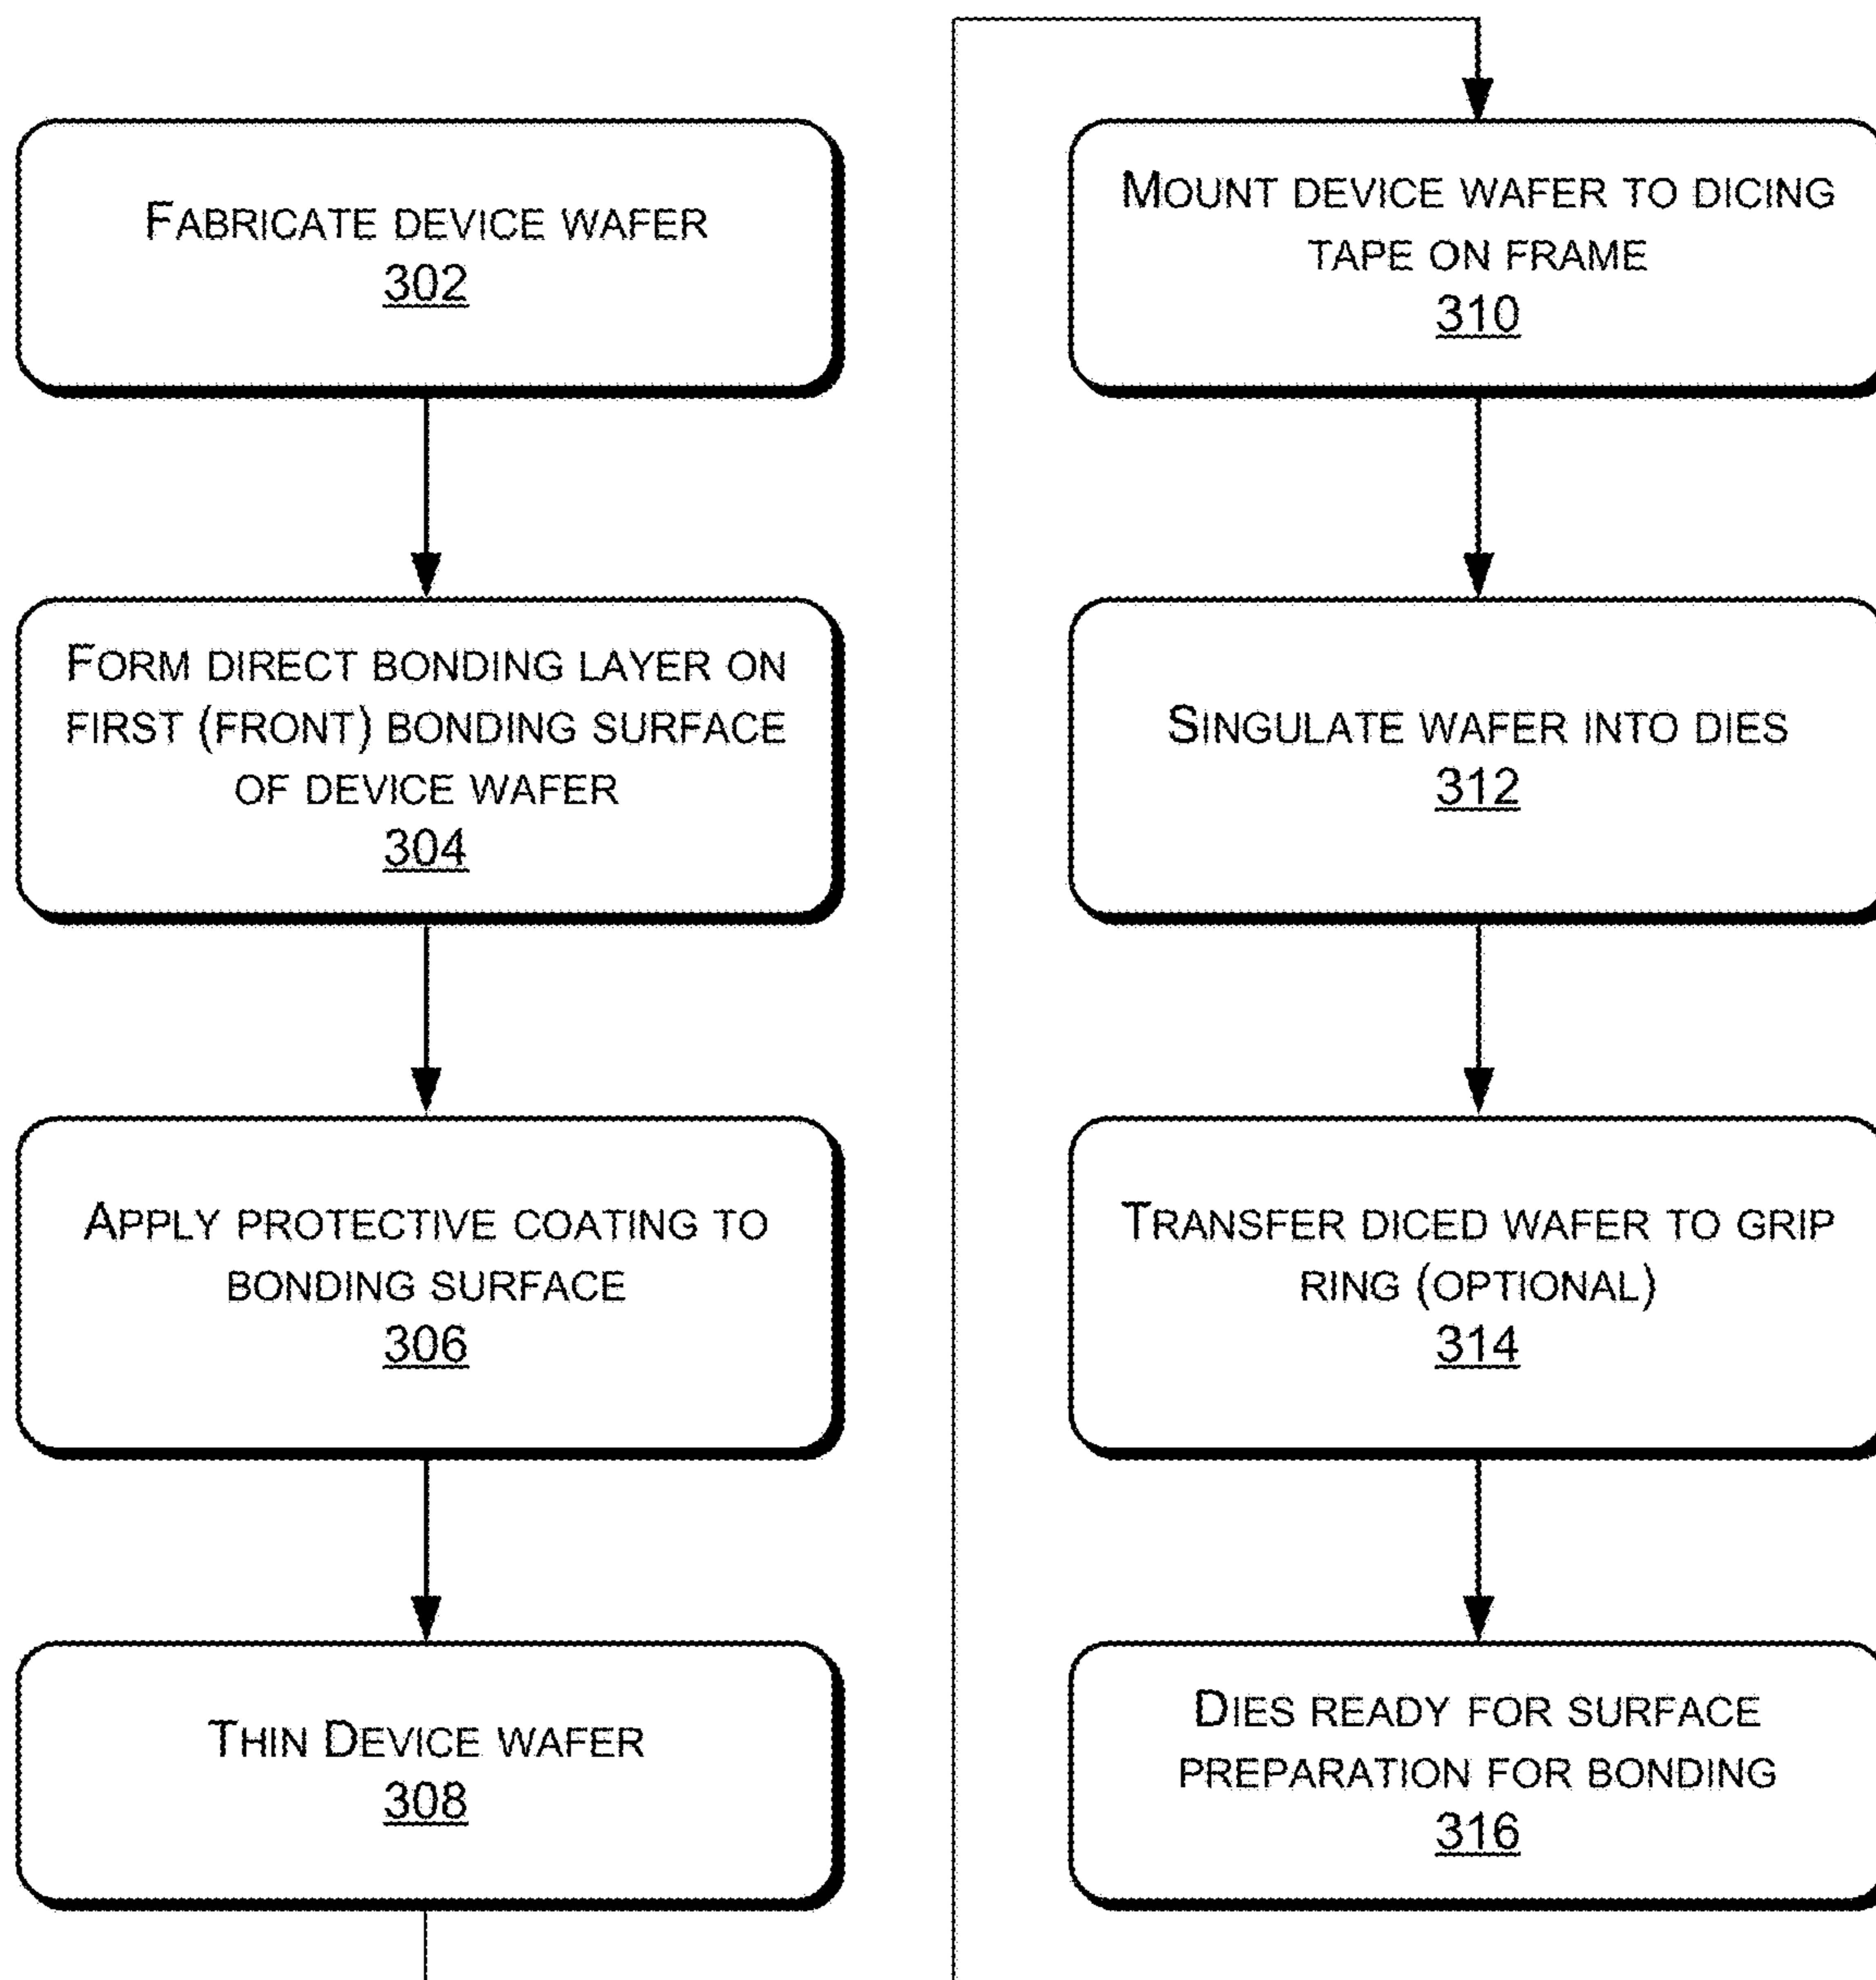 FABRICATE DEVICE WAFER
302
FORM DIRECT BONDING LAYER ON
FIRST (FRONT) BONDING SURFACE
OF DEVICE WAFER
304
APPLY PROTECTIVE COATING TO
BONDING SURFACE
306
THIN DEVICE WAFER
308
MOUNT DEVICE WAFER TO DICING
TAPE ON FRAME
310
SINGULATE WAFER INTO DIES
312
TRANSFER DICED WAFER TO GRIP
RING (OPTIONAL)
314
DIES READY FOR SURFACE
PREPARATION FOR BONDING
316